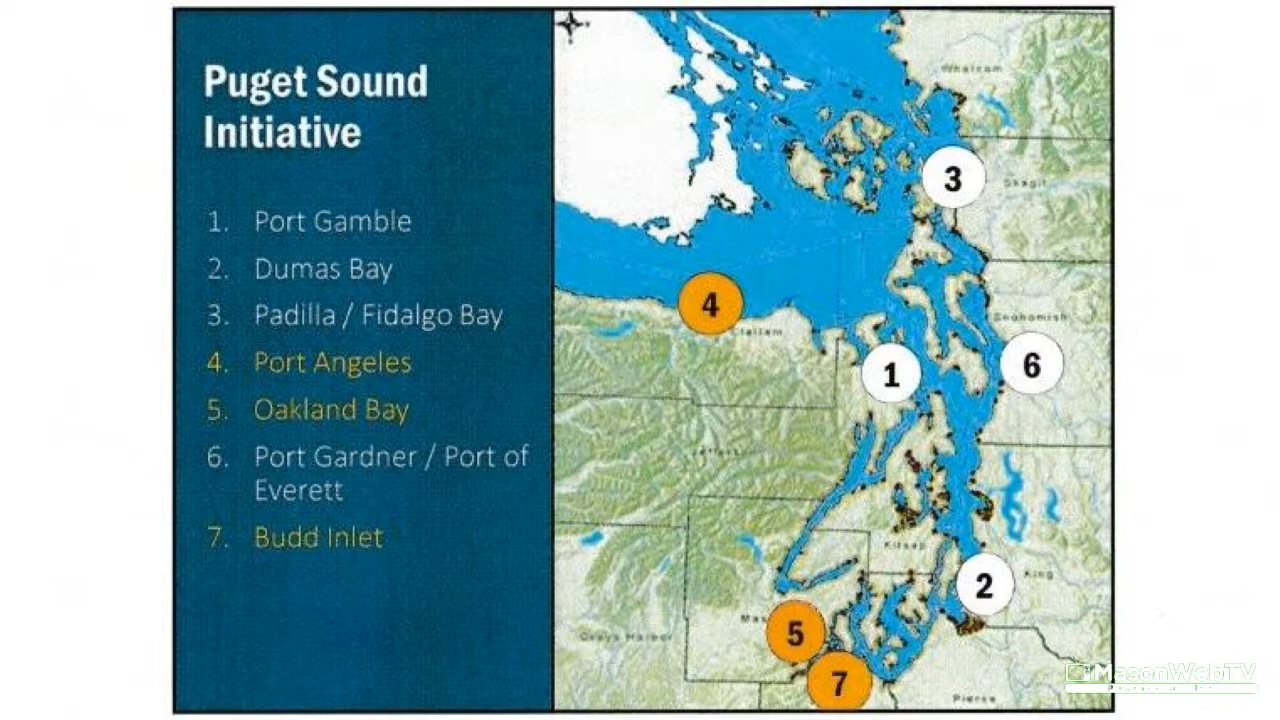 Puget Sound
Initiative
1. Port Gamble
2. Dumas Bay
3. Padilla / Fidalgo Bay
4. Port Angeles
5. Oakland Bay
6. Port Gardner / Port of
Everett
7. Budd Inlet
Whatcom
3
Skagit
4
Clallam
Snohomish
1
6
Jefferson
Kitsap
2
King
Mas
5
Grays Harbor
7
Pierce
MasonWebTV